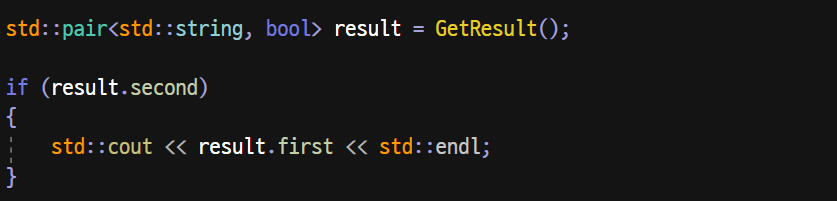 std::pair<std::string, bool> result = GetResult();
if (result.second)
{
std::cout << result.first << std::endl;
}